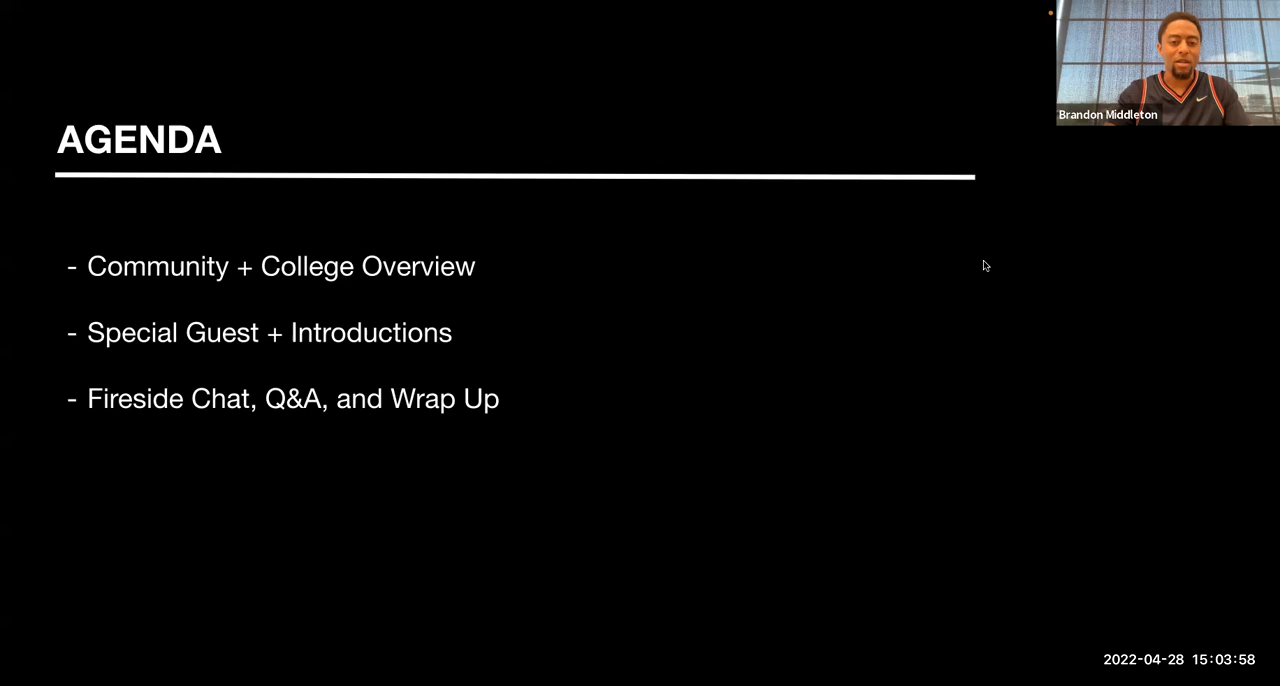 Brandon Middleton
AGENDA
- Community + College Overview
- Special Guest + Introductions
- Fireside Chat, Q&A, and Wrap Up
2022-04-28 15:03:58